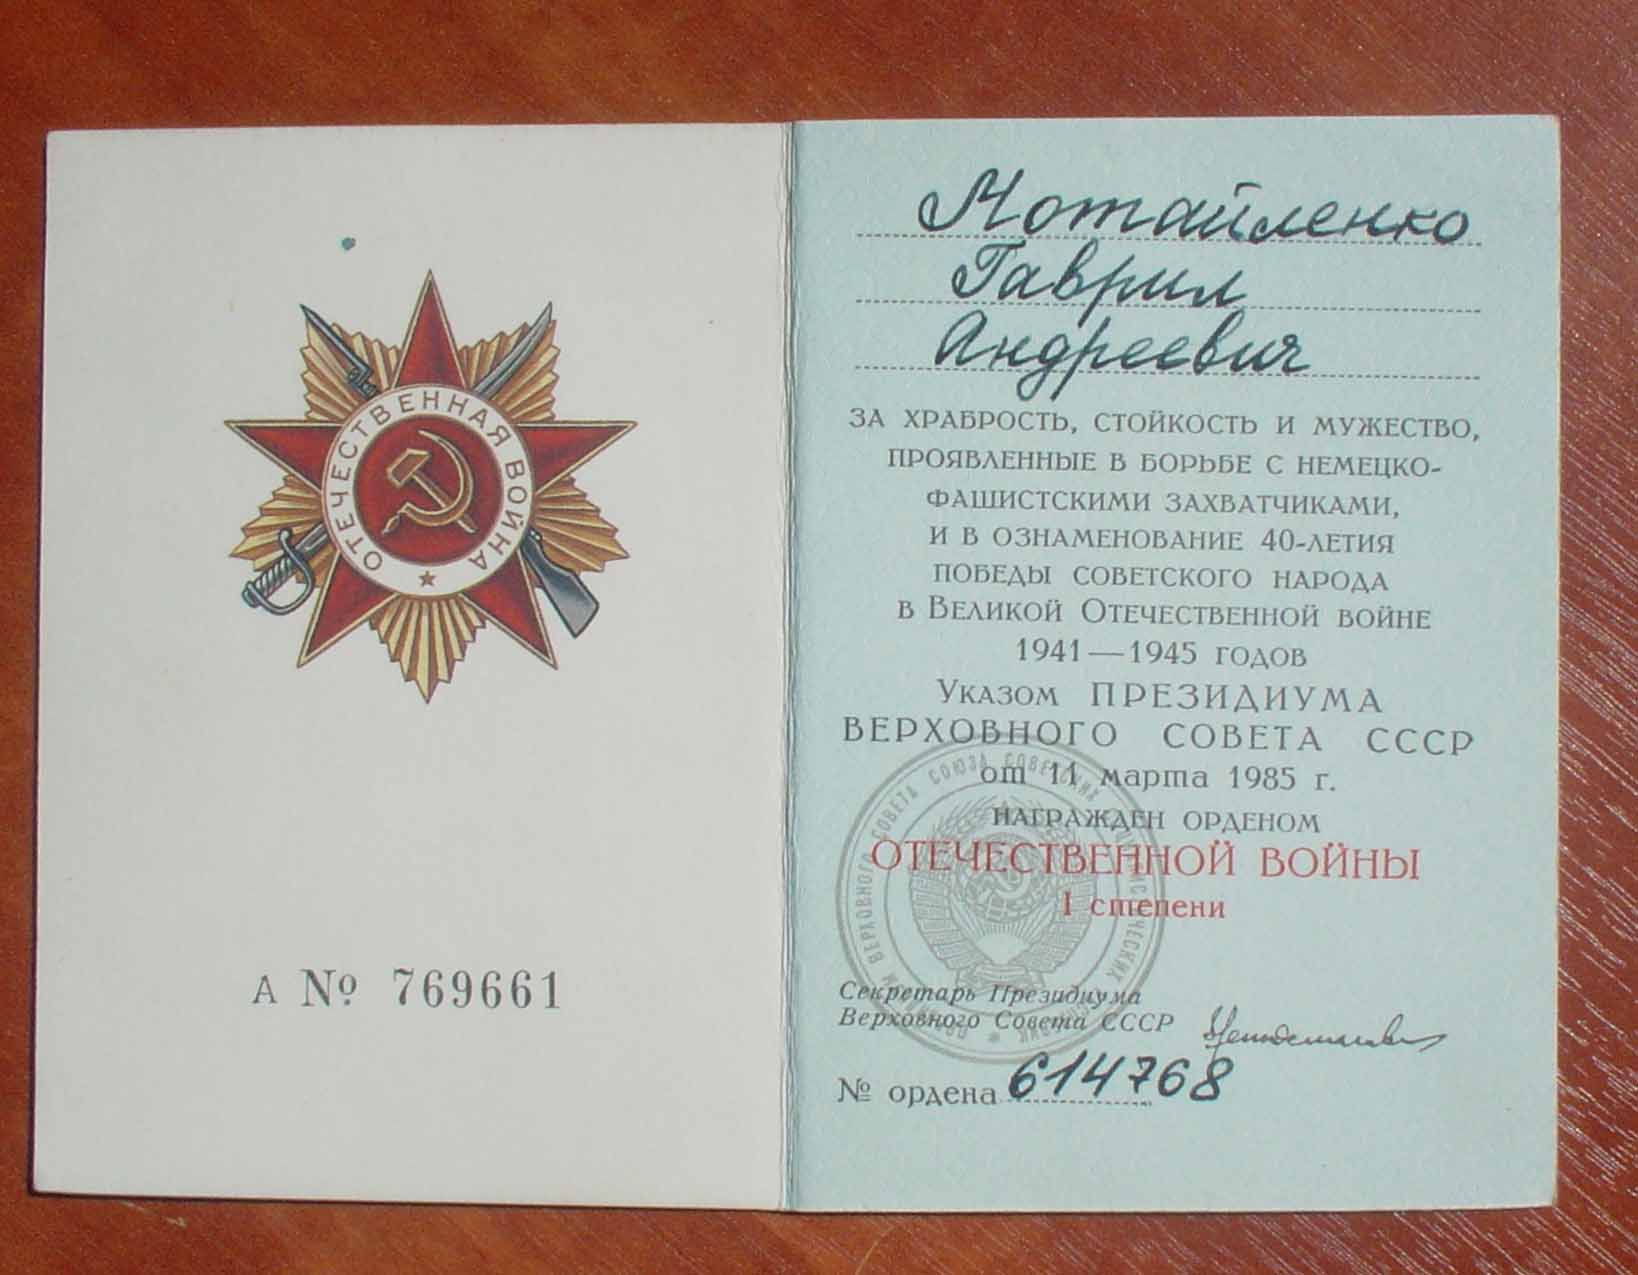 ОТЕЧЕСТВЕННАЯ ВОЙНА
А № 769661
Мотайленко
Гаврил
Андреевич
ЗА ХРАБРОСТЬ, СТОЙКОСТЬ И МУЖЕСТВО,
ПРОЯВЛЕННЫЕ В БОРЬБЕ С НЕМЕЦКО-
ФАШИСТСКИМИ ЗАХВАТЧИКАМИ,
И В ОЗНАМЕНОВАНИЕ 40-ЛЕТИЯ
ПОБЕДЫ СОВЕТСКОГО НАРОДА
В ВЕЛИКОЙ ОТЕЧЕСТВЕННОЙ ВОЙНЕ
1941—1945 ГОДОВ
УКАЗОМ ПРЕЗИДИУМА
ВЕРХОВНОГО СОВЕТА СССР
от 11 марта 1985 г.
НАГРАЖДЕН ОРДЕНОМ
ОТЕЧЕСТВЕННОЙ ВОЙНЫ
I степени
Секретарь Президиума
Верховного Совета СССР
№ ордена 614768